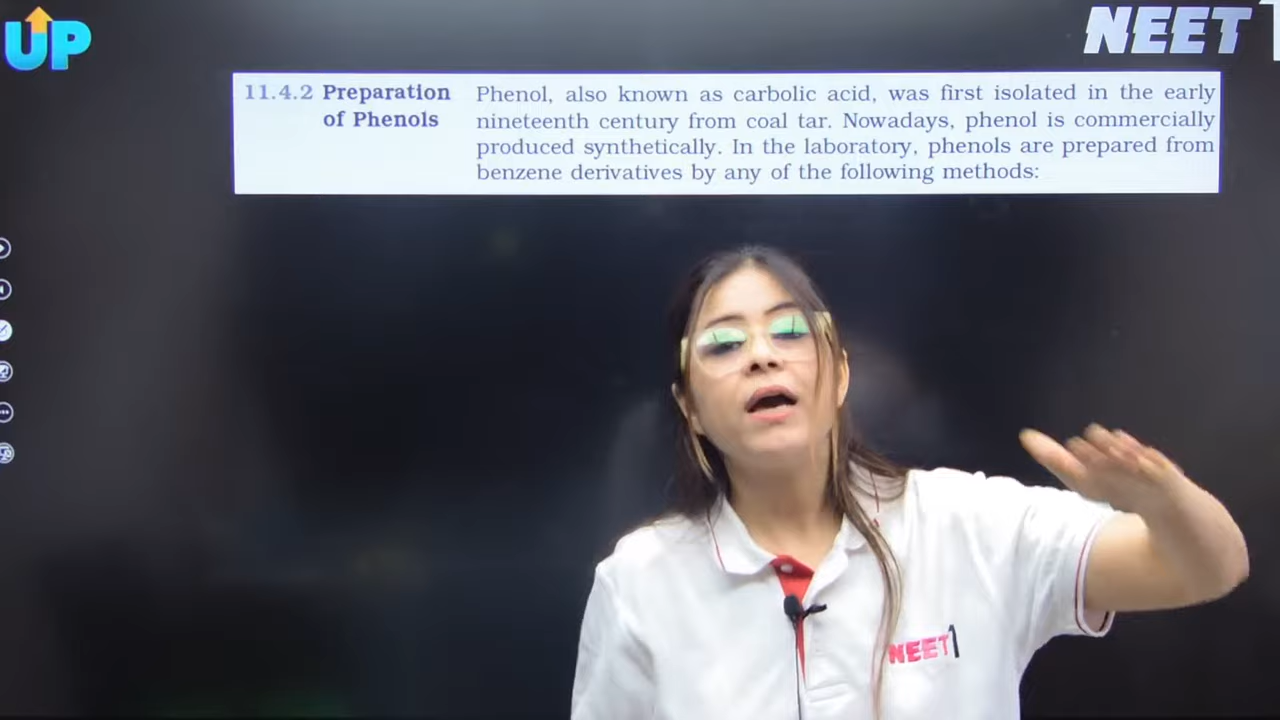 UP
NEET 1
11.4.2 Preparation of Phenols
Phenol, also known as carbolic acid, was first isolated in the early
nineteenth century from coal tar. Nowadays, phenol is commercially
produced synthetically. In the laboratory, phenols are prepared from
benzene derivatives by any of the following methods:
NEET1